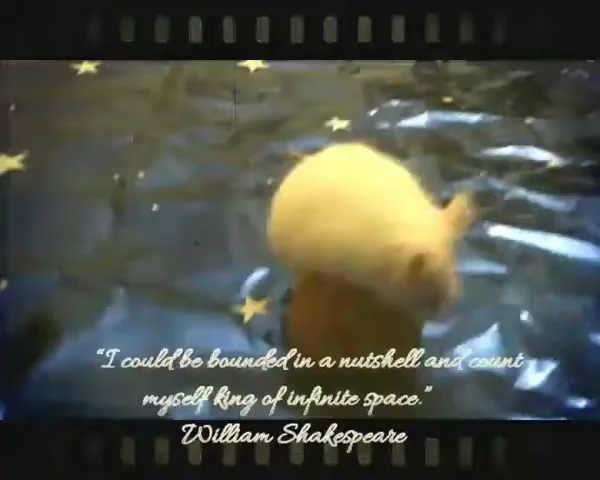 “I could be bounded in a nutshell and count
myself king of infinite space.”
William Shakespeare